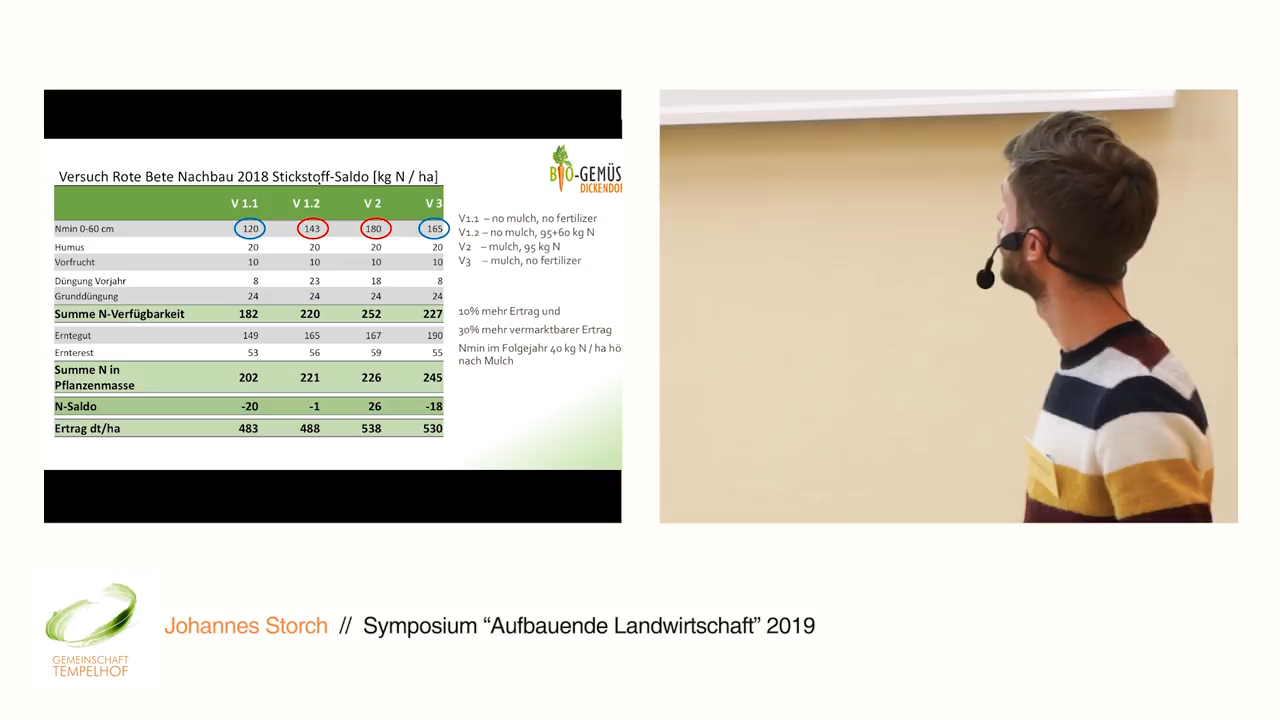 Versuch Rote Bete Nachbau 2018 Stickstoff-Saldo [kg N / ha]
BIO-GEMÜS
DICKENDOR
V 1.1 V 1.2 V 2 V 3
Nmin 0-60 cm 120 143 180 165
Humus 20 20 20 20
Vorfrucht 10 10 10 10
Düngung Vorjahr 8 23 18 8
Grunddüngung 24 24 24 24
Summe N-Verfügbarkeit 182 220 252 227
Erntegut 149 165 167 190
Ernterest 53 56 59 55
Summe N in
Pflanzenmasse 202 221 226 245
N-Saldo -20 -1 26 -18
Ertrag dt/ha 483 488 538 530
V1.1 – no mulch, no fertilizer
V1.2 – no mulch, 95+60 kg N
V2 – mulch, 95 kg N
V3 – mulch, no fertilizer
10% mehr Ertrag und
30% mehr vermarktbarer Ertrag
Nmin im Folgejahr 40 kg N / ha hö
nach Mulch
GEMEINSCHAFT
TEMPELHOF
Johannes Storch // Symposium “Aufbauende Landwirtschaft” 2019